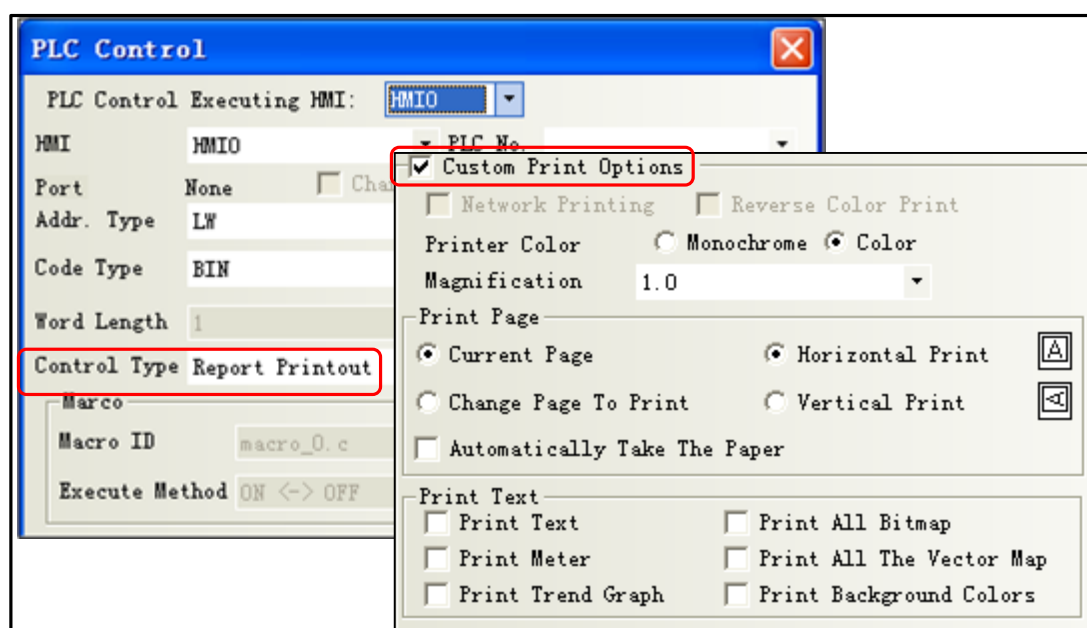 PLC Control
PLC Control Executing HMI: HMI0
HMI HMI0 PLC No.
Port None
Addr. Type LW
Code Type BIN
Word Length 1
Control Type Report Printout
Marco
Macro ID macro_0.c
Execute Method ON <-> OFF
Custom Print Options
Network Printing Reverse Color Print
Printer Color Monochrome Color
Magnification 1.0
Print Page
Current Page Horizontal Print A
Change Page To Print Vertical Print A
Automatically Take The Paper
Print Text
Print Text Print All Bitmap
Print Meter Print All The Vector Map
Print Trend Graph Print Background Colors